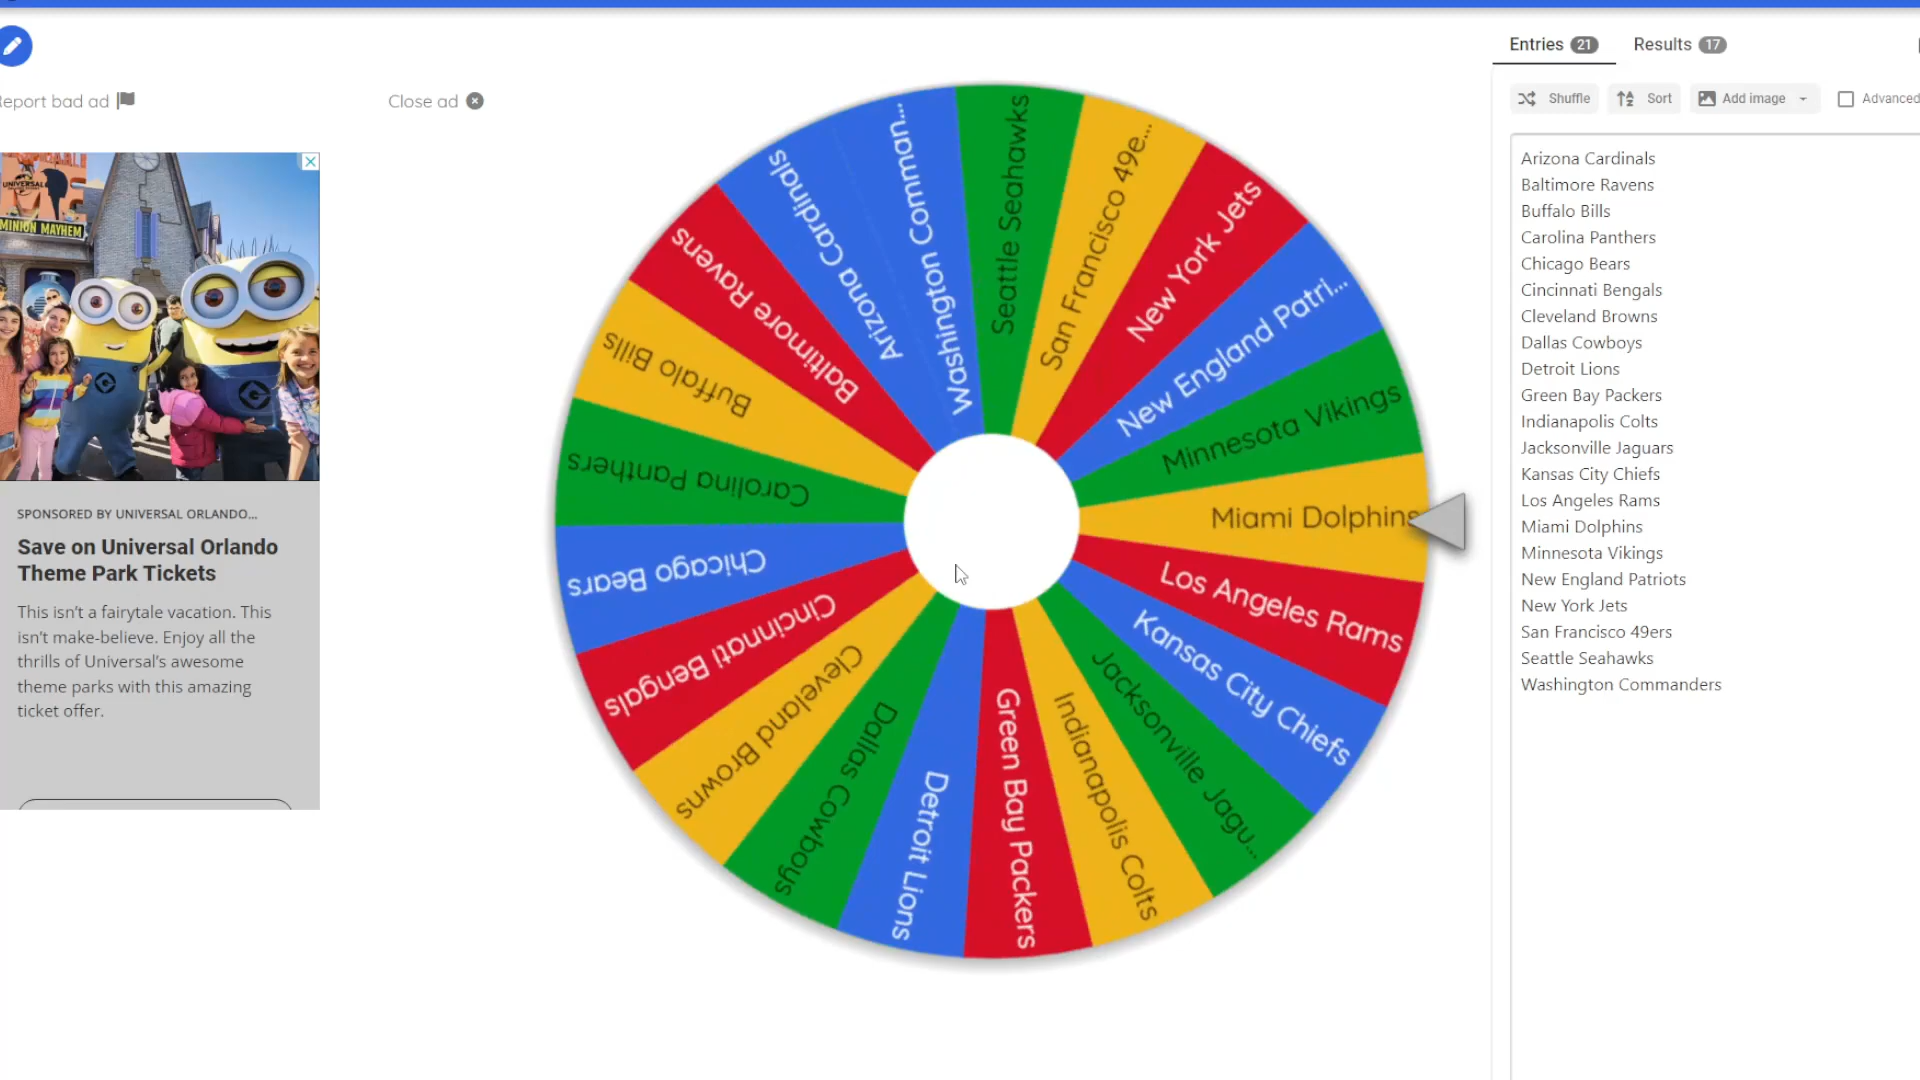 Report bad ad
Close ad
MINION MAYHEM
UNIVERSAL
SPONSORED BY UNIVERSAL ORLANDO...
Save on Universal Orlando
Theme Park Tickets
This isn't a fairytale vacation. This
isn't make-believe. Enjoy all the
thrills of Universal's awesome
theme parks with this amazing
ticket offer.
Seattle Seahawks
San Francisco 49e...
New York Jets
New England Patri...
Minnesota Vikings
Miami Dolphins
Los Angeles Rams
Kansas City Chiefs
Jacksonville Jagu...
Indianapolis Colts
Green Bay Packers
Detroit Lions
Dallas Cowboys
Cleveland Browns
Cincinnati Bengals
Chicago Bears
Carolina Panthers
Buffalo Bills
Baltimore Ravens
Arizona Cardinals
Washington Comman...
Entries 21
Results 17
Shuffle
Sort
Add image
Advanced
Arizona Cardinals
Baltimore Ravens
Buffalo Bills
Carolina Panthers
Chicago Bears
Cincinnati Bengals
Cleveland Browns
Dallas Cowboys
Detroit Lions
Green Bay Packers
Indianapolis Colts
Jacksonville Jaguars
Kansas City Chiefs
Los Angeles Rams
Miami Dolphins
Minnesota Vikings
New England Patriots
New York Jets
San Francisco 49ers
Seattle Seahawks
Washington Commanders